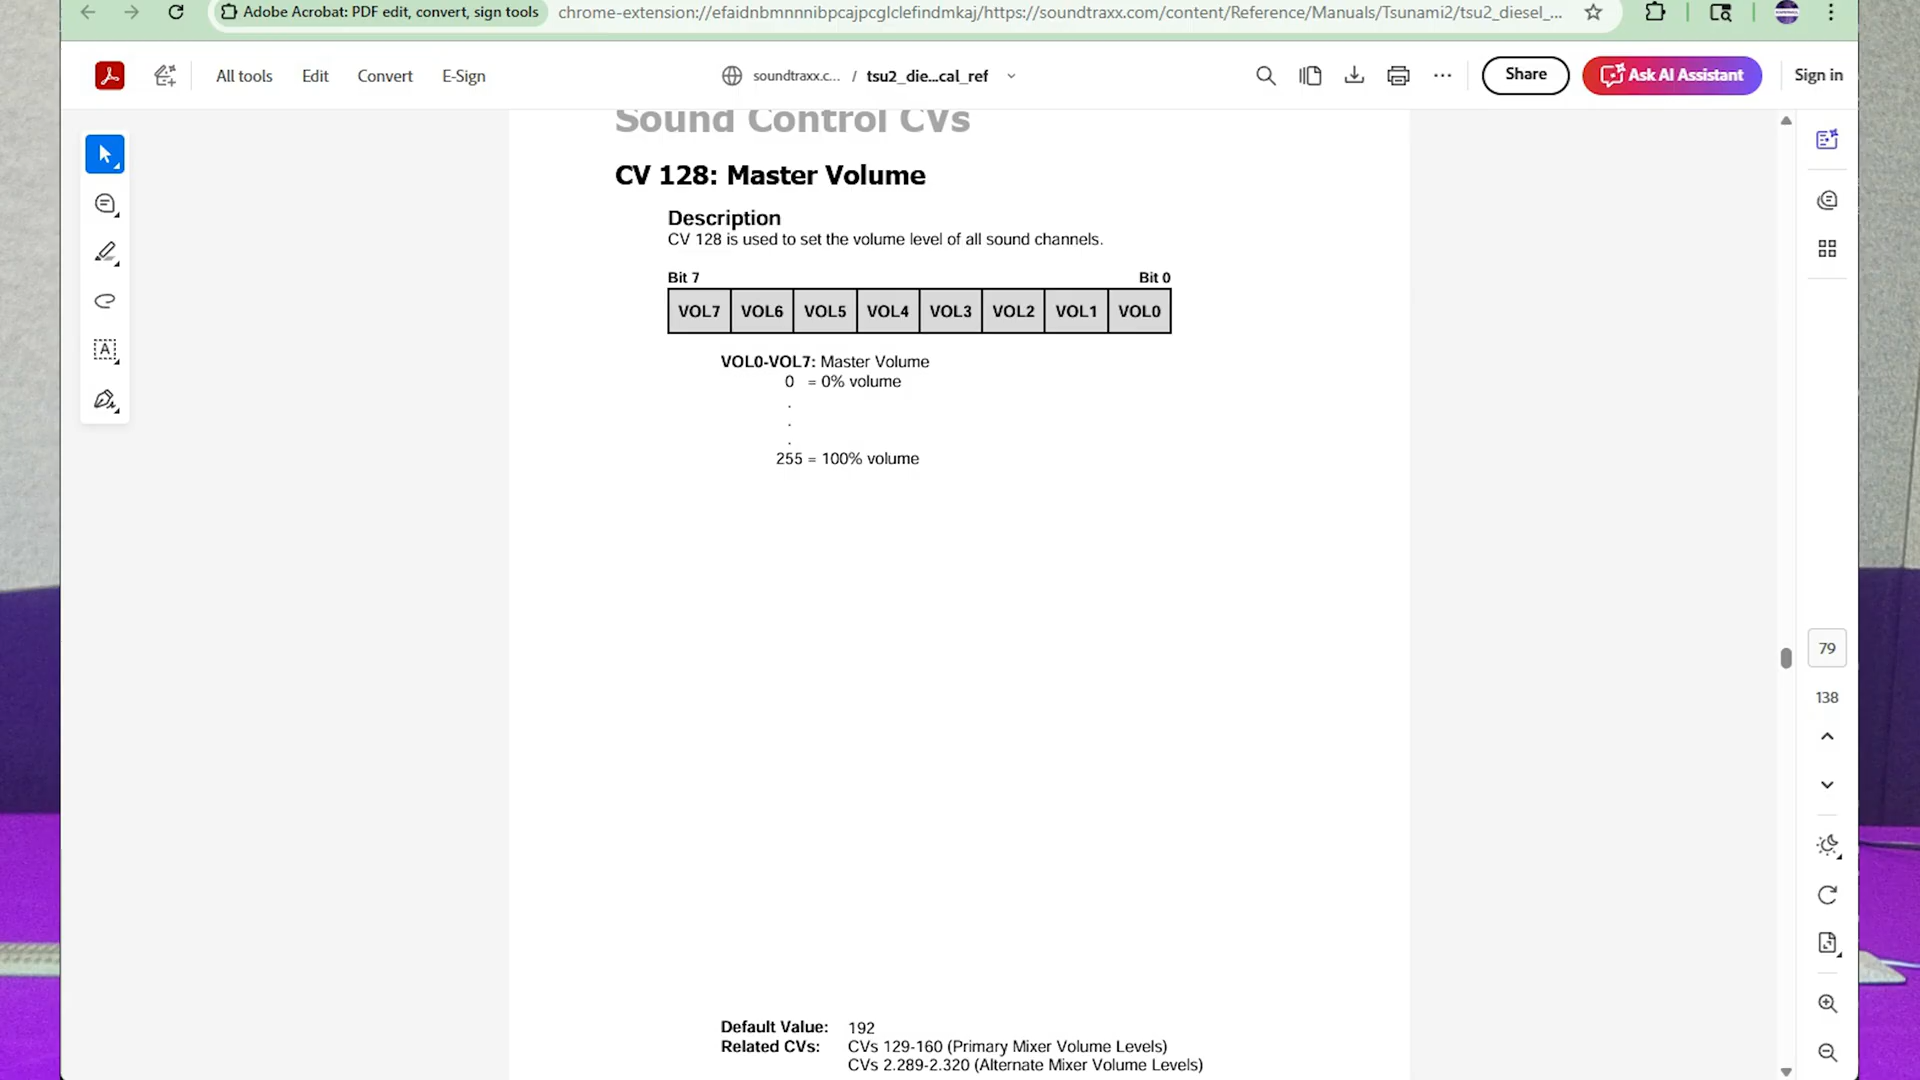 Adobe Acrobat: PDF edit, convert, sign tools
chrome-extension://efaidnbmnnnibpcajpcglclefindmkaj/https://soundtraxx.com/content/Reference/Manuals/Tsunami2/tsu2_diesel_...
All tools
Edit
Convert
E-Sign
soundtraxx.c... / tsu2_die...cal_ref
Share
Ask AI Assistant
Sign in
Sound Control CVs
CV 128: Master Volume
Description
CV 128 is used to set the volume level of all sound channels.
Bit 7
Bit 0
VOL7 VOL6 VOL5 VOL4 VOL3 VOL2 VOL1 VOL0
VOL0-VOL7: Master Volume
0 = 0% volume
.
.
.
255 = 100% volume
79
138
Default Value: 192
Related CVs: CVs 129-160 (Primary Mixer Volume Levels)
CVs 2.289-2.320 (Alternate Mixer Volume Levels)